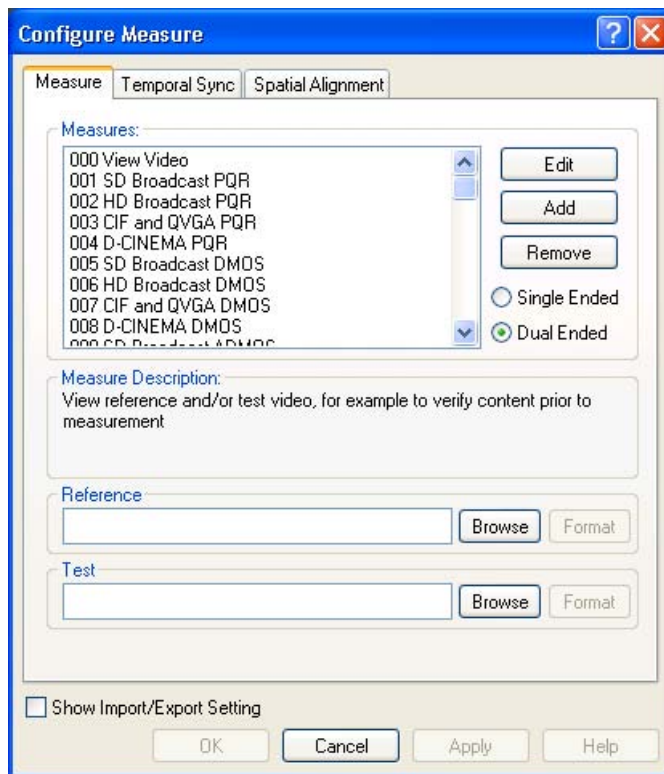 Configure Measure
Measure Temporal Sync Spatial Alignment
Measures:
000 View Video
001 SD Broadcast PQR
002 HD Broadcast PQR
003 CIF and QVGA PQR
004 D-CINEMA PQR
005 SD Broadcast DMOS
006 HD Broadcast DMOS
007 CIF and QVGA DMOS
008 D-CINEMA DMOS
009 SD Broadcast ADMOS
Edit
Add
Remove
Single Ended
Dual Ended
Measure Description:
View reference and/or test video, for example to verify content prior to
measurement
Reference
Browse Format
Test
Browse Format
Show Import/Export Setting
OK Cancel Apply Help